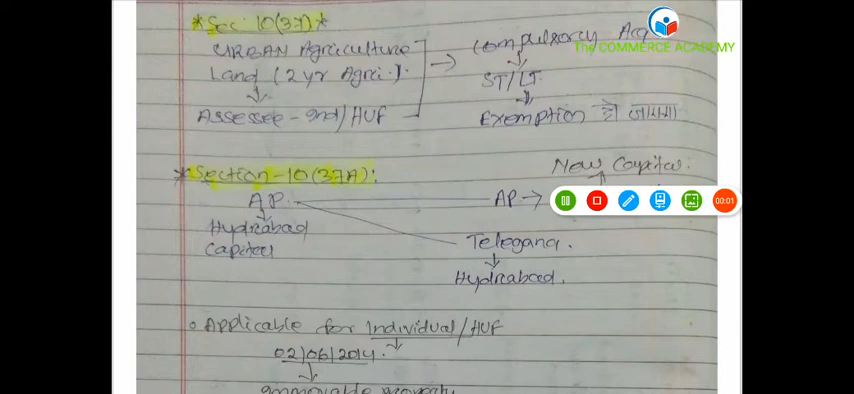 *Sec. 10(37)*
URBAN Agriculture
Land (2 yr Agri.).
Assessee - Ind/HUF
Compulsory Acq
The COMMERCE ACADEMY
ST/LT.
Exemption हो जाएगा
*Section-10(37A):
AP.
Hydrabad
Capital
AP →
New Capital.
00:01
Telegana.
Hydrabad.
o Applicable for Individual/HUF
02/06/2014.